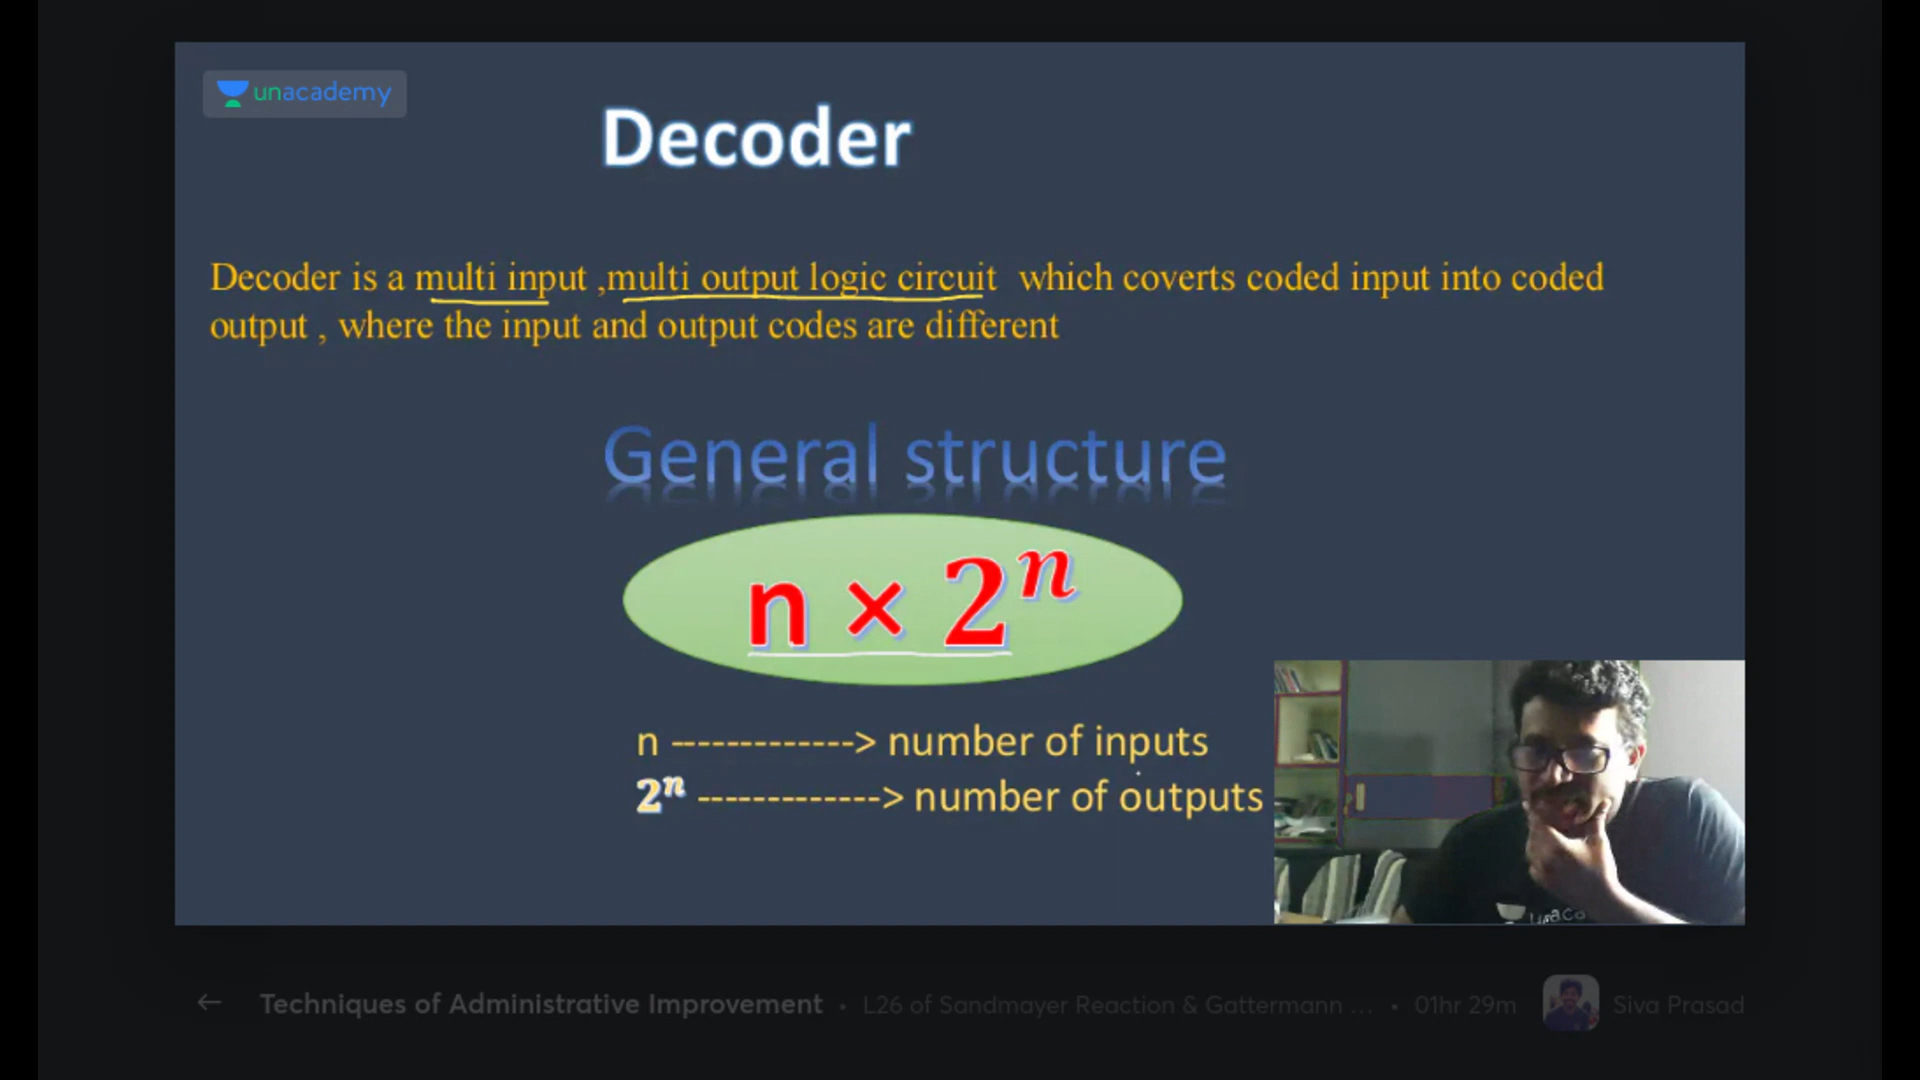 unacademy
Decoder
Decoder is a multi input ,multi output logic circuit which coverts coded input into coded
output , where the input and output codes are different
General structure
n × 2ⁿ
n -------------> number of inputs
2ⁿ -------------> number of outputs
← Techniques of Administrative Improvement • L26 of Sandmayer Reaction & Gattermann ... • 01hr 29m Siva Prasad